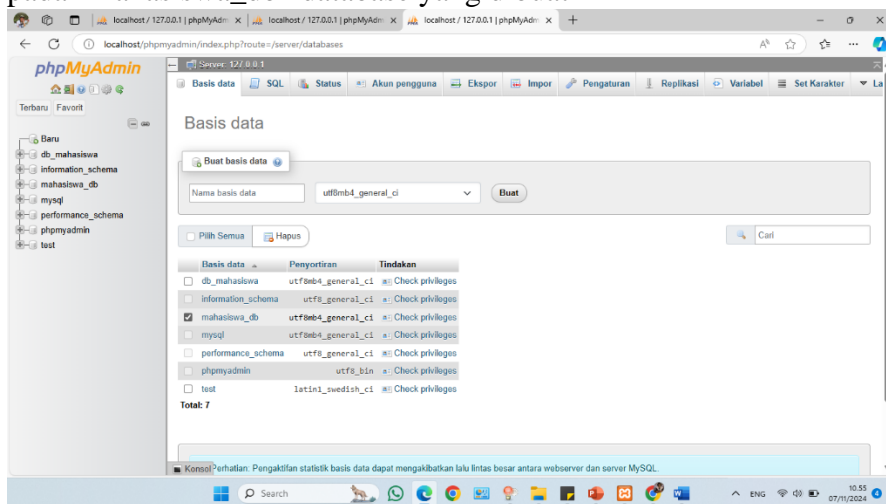 localhost / 127.0.0.1 | phpMyAdm
localhost / 127.0.0.1 | phpMyAdm
localhost / 127.0.0.1 | phpMyAdm
localhost/phpmyadmin/index.php?route=/server/databases
phpMyAdmin
Terbaru Favorit
Baru
db_mahasiswa
information_schema
mahasiswa_db
mysql
performance_schema
phpmyadmin
test
Server: 127.0.0.1
Basis data SQL Status Akun pengguna Ekspor Impor Pengaturan Replikasi Variabel Set Karakter La
Basis data
Buat basis data
Nama basis data utf8mb4_general_ci Buat
Pilih Semua Hapus Cari
Basis data Penyortiran Tindakan
db_mahasiswa utf8mb4_general_ci Check privileges
information_schema utf8_general_ci Check privileges
mahasiswa_db utf8mb4_general_ci Check privileges
mysql utf8mb4_general_ci Check privileges
performance_schema utf8_general_ci Check privileges
phpmyadmin utf8_bin Check privileges
test latin1_swedish_ci Check privileges
Total: 7
Konsol Perhatian: Pengaktifan statistik basis data dapat mengakibatkan lalu lintas besar antara webserver dan server MySQL.
Search
ENG
10.55
07/11/2024